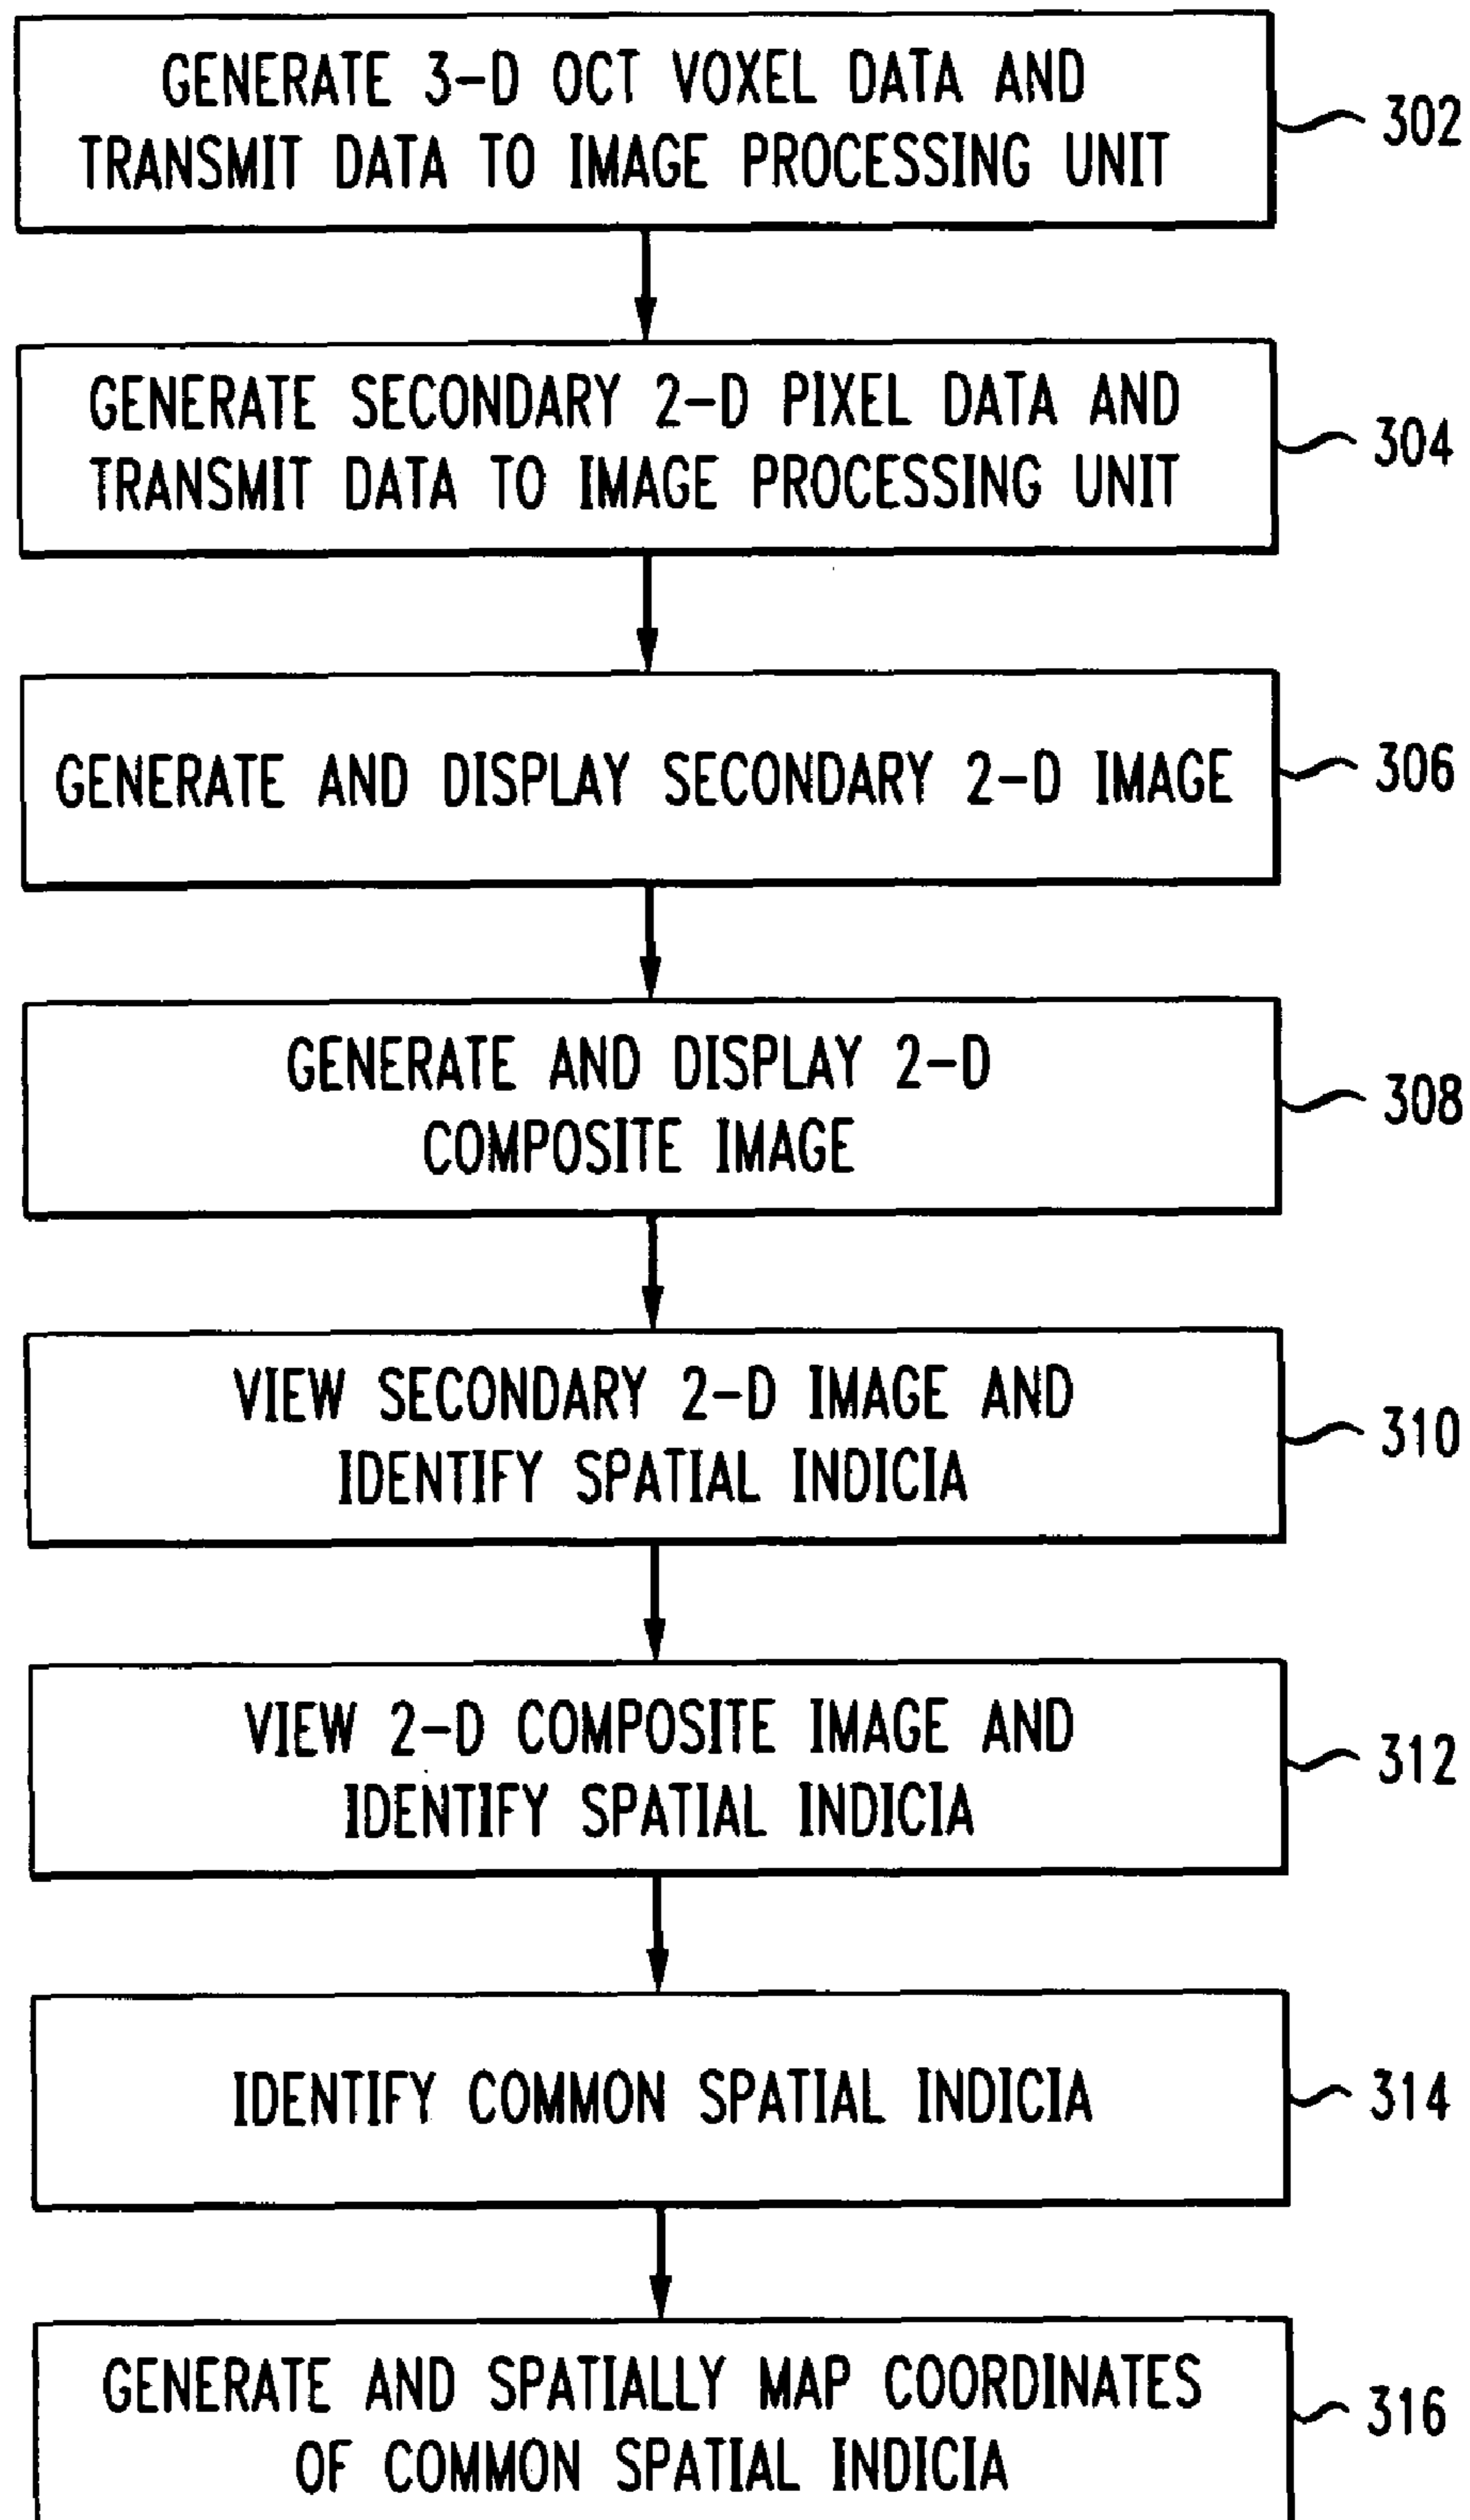 GENERATE 3-D OCT VOXEL DATA AND
TRANSMIT DATA TO IMAGE PROCESSING UNIT
302
GENERATE SECONDARY 2-D PIXEL DATA AND
TRANSMIT DATA TO IMAGE PROCESSING UNIT
304
GENERATE AND DISPLAY SECONDARY 2-D IMAGE
306
GENERATE AND DISPLAY 2-D
COMPOSITE IMAGE
308
VIEW SECONDARY 2-D IMAGE AND
IDENTIFY SPATIAL INDICIA
310
VIEW 2-D COMPOSITE IMAGE AND
IDENTIFY SPATIAL INDICIA
312
IDENTIFY COMMON SPATIAL INDICIA
314
GENERATE AND SPATIALLY MAP COORDINATES
OF COMMON SPATIAL INDICIA
316